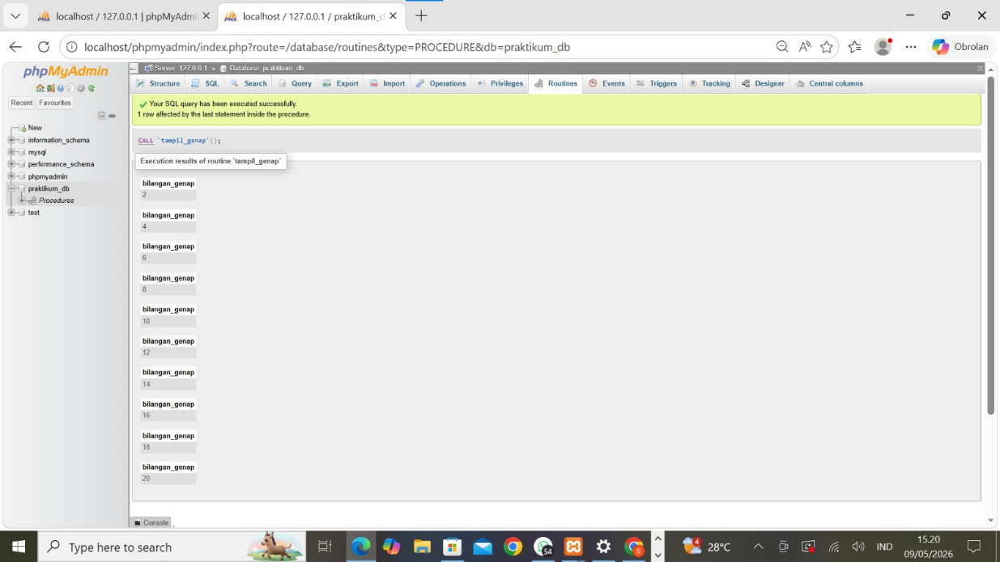 localhost / 127.0.0.1 | phpMyAdmi
localhost / 127.0.0.1 / praktikum_d
localhost/phpmyadmin/index.php?route=/database/routines&type=PROCEDURE&db=praktikum_db
Obrolan
phpMyAdmin
Recent Favourites
New
information_schema
mysql
performance_schema
phpmyadmin
praktikum_db
Procedures
test
Server: 127.0.0.1 » Database: praktikum_db
Structure SQL Search Query Export Import Operations Privileges Routines Events Triggers Tracking Designer Central columns
Your SQL query has been executed successfully.
1 row affected by the last statement inside the procedure.
CALL `tampil_genap`();
Execution results of routine `tampil_genap`
bilangan_genap
2
bilangan_genap
4
bilangan_genap
6
bilangan_genap
8
bilangan_genap
10
bilangan_genap
12
bilangan_genap
14
bilangan_genap
16
bilangan_genap
18
bilangan_genap
20
Console
Type here to search
54
28°C
IND
15.20
09/05/2026